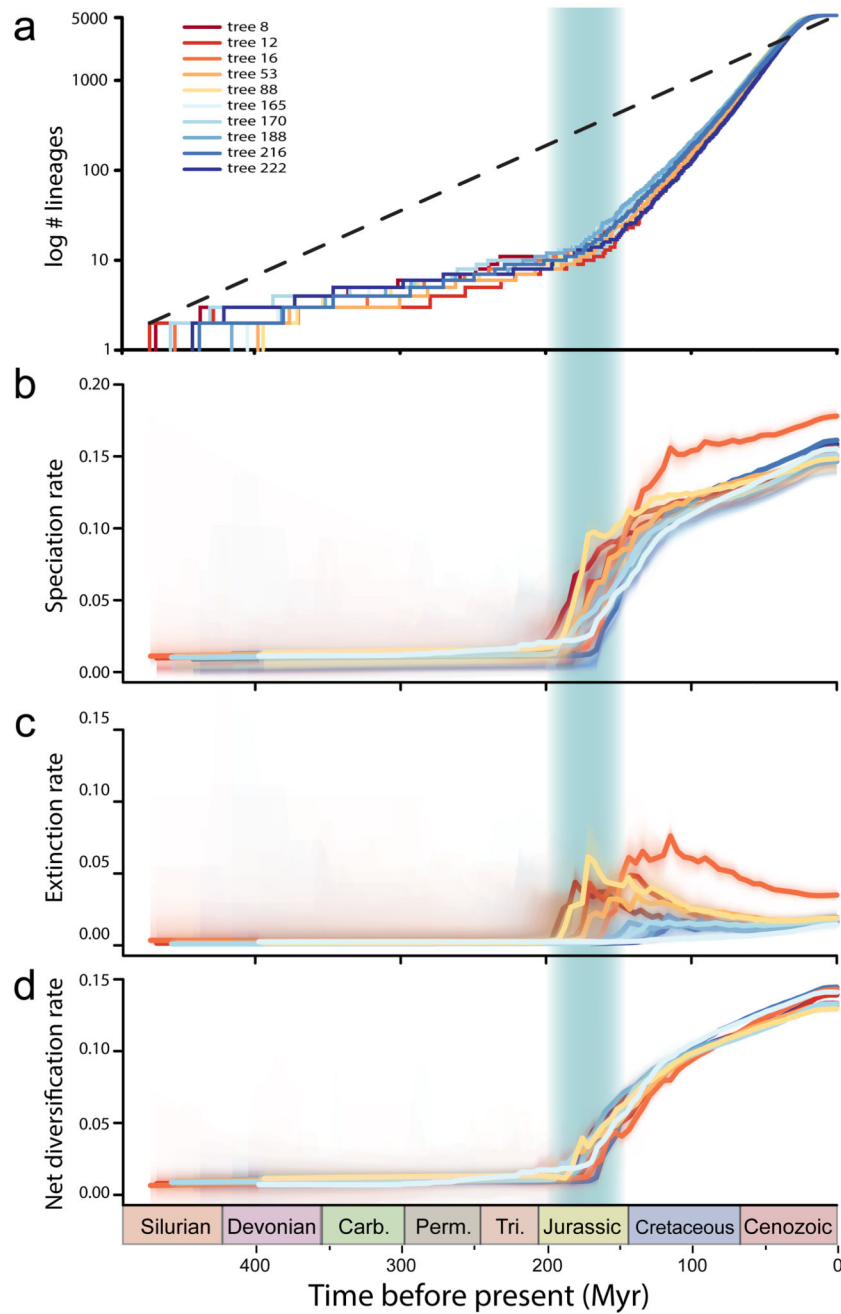 a
5000
1000
100
10
1
log # lineages
tree 8
tree 12
tree 16
tree 53
tree 88
tree 165
tree 170
tree 188
tree 216
tree 222
b
0.20
0.15
0.10
0.05
0.00
Speciation rate
c
0.15
0.10
0.05
0.00
Extinction rate
d
0.15
0.10
0.05
0.00
Net diversification rate
Silurian Devonian Carb. Perm. Tri. Jurassic Cretaceous Cenozoic
400 300 200 100 0
Time before present (Myr)